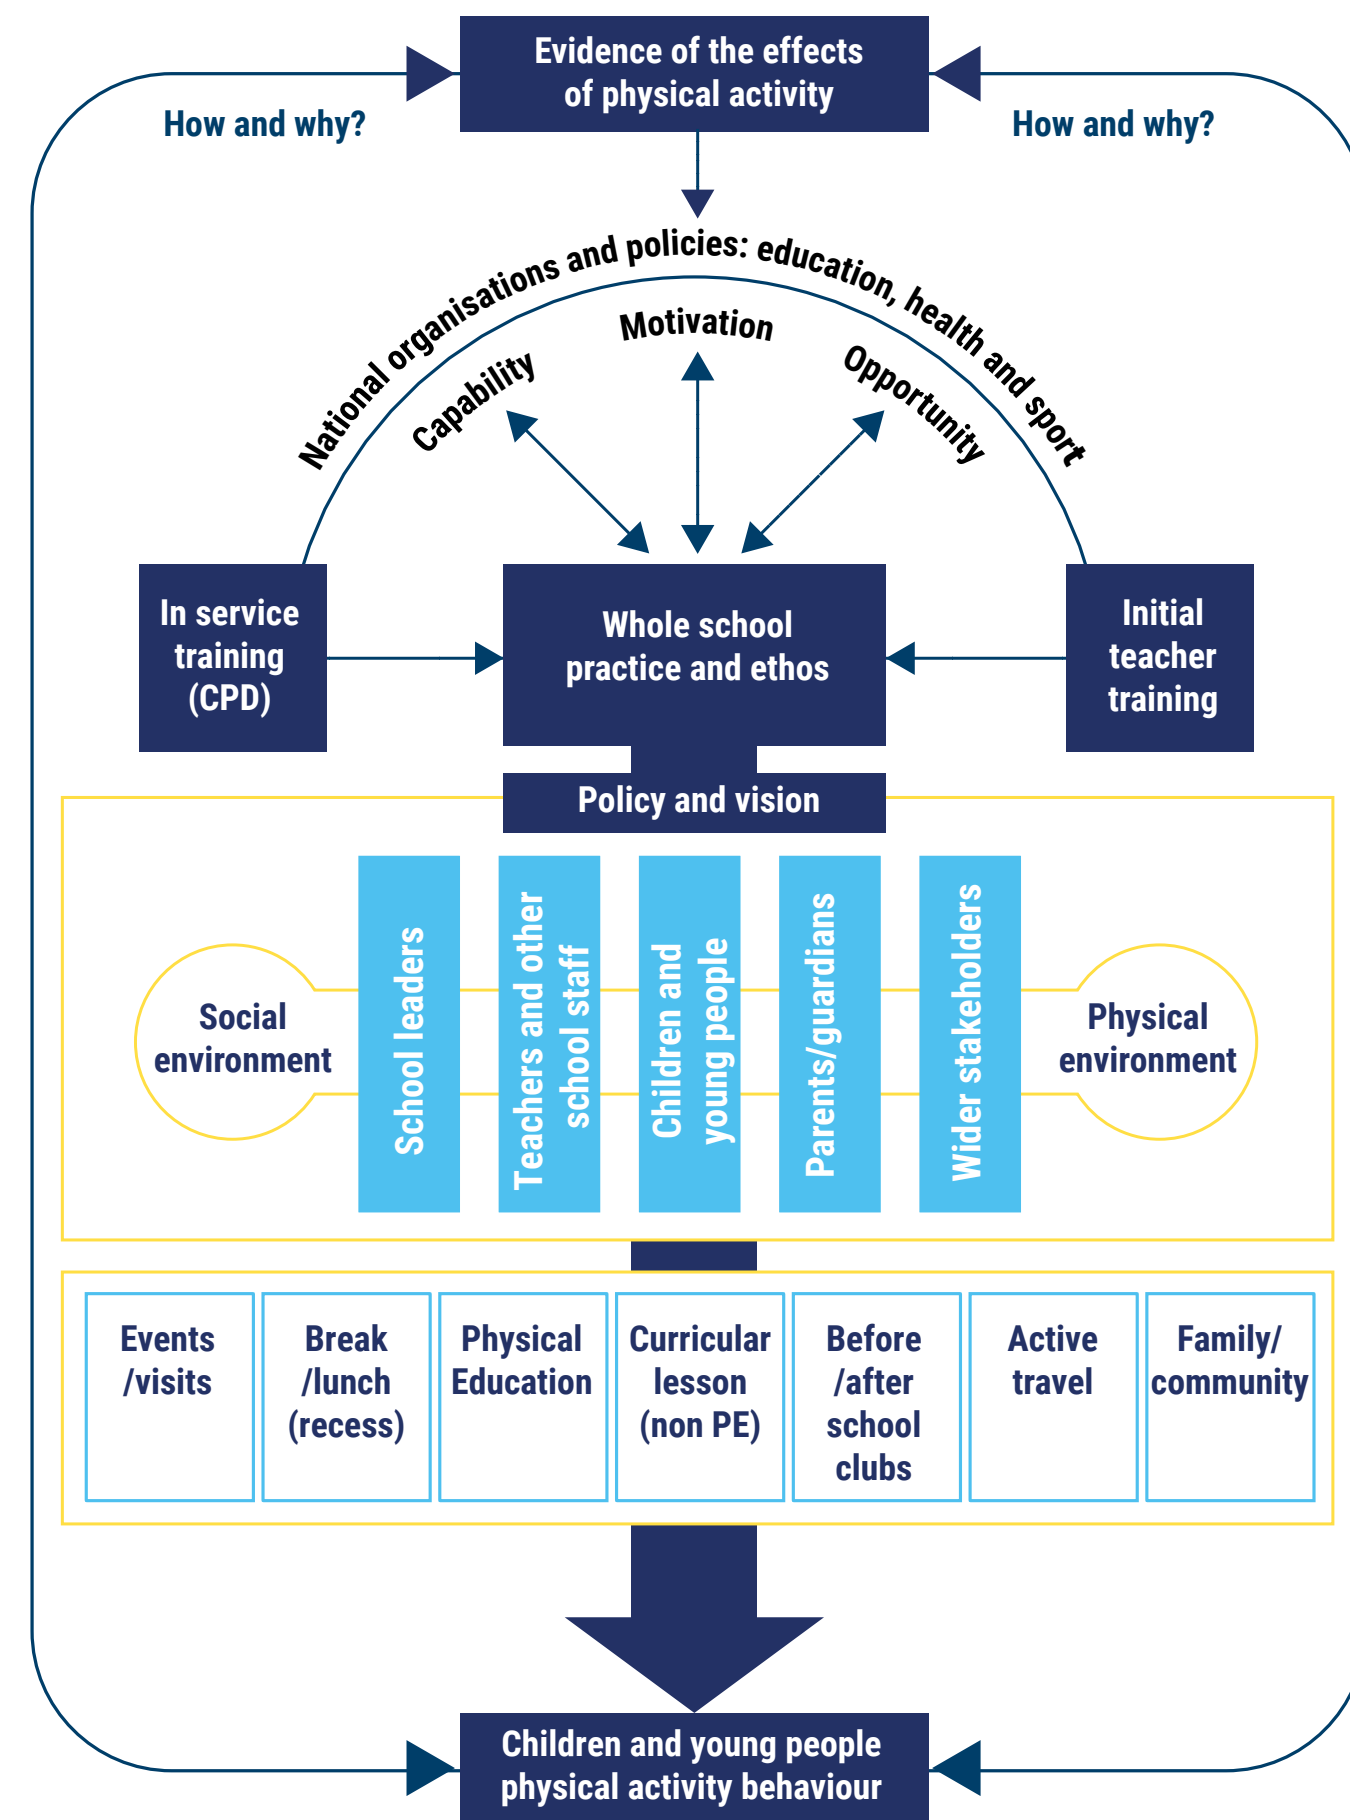 Evidence of the effects
of physical activity
How and why?
How and why?
National organisations and policies: education, health and sport
Capability
Motivation
Opportunity
In service
training
(CPD)
Whole school
practice and ethos
Initial
teacher
training
Policy and vision
Social
environment
School leaders
Teachers and other
school staff
Children and
young people
Parents/guardians
Wider stakeholders
Physical
environment
Events
/visits
Break
/lunch
(recess)
Physical
Education
Curricular
lesson
(non PE)
Before
/after
school
clubs
Active
travel
Family/
community
Children and young people
physical activity behaviour